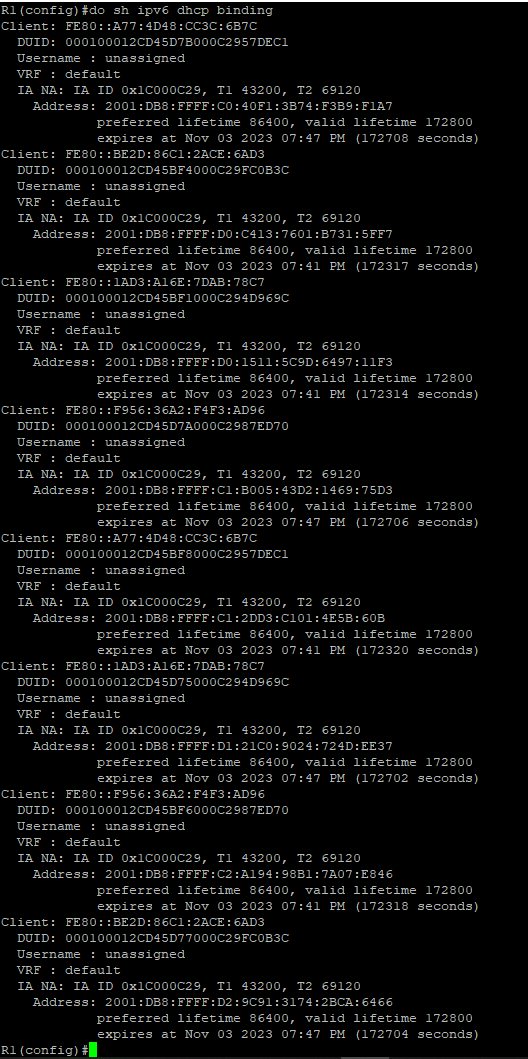 R1(config)#do sh ipv6 dhcp binding
Client: FE80::A77:4D48:CC3C:6B7C
DUID: 000100012CD45D7B000C2957DEC1
Username : unassigned
VRF : default
IA NA: IA ID 0x1C000C29, T1 43200, T2 69120
Address: 2001:DB8:FFFF:C0:40F1:3B74:F3B9:F1A7
preferred lifetime 86400, valid lifetime 172800
expires at Nov 03 2023 07:47 PM (172708 seconds)
Client: FE80::BE2D:86C1:2ACE:6AD3
DUID: 000100012CD45BF4000C29FC0B3C
Username : unassigned
VRF : default
IA NA: IA ID 0x1C000C29, T1 43200, T2 69120
Address: 2001:DB8:FFFF:D0:C413:7601:B731:5FF7
preferred lifetime 86400, valid lifetime 172800
expires at Nov 03 2023 07:41 PM (172317 seconds)
Client: FE80::1AD3:A16E:7DAB:78C7
DUID: 000100012CD45BF1000C294D969C
Username : unassigned
VRF : default
IA NA: IA ID 0x1C000C29, T1 43200, T2 69120
Address: 2001:DB8:FFFF:D0:1511:5C9D:6497:11F3
preferred lifetime 86400, valid lifetime 172800
expires at Nov 03 2023 07:41 PM (172314 seconds)
Client: FE80::F956:36A2:F4F3:AD96
DUID: 000100012CD45D7A000C2987ED70
Username : unassigned
VRF : default
IA NA: IA ID 0x1C000C29, T1 43200, T2 69120
Address: 2001:DB8:FFFF:C1:B005:43D2:1469:75D3
preferred lifetime 86400, valid lifetime 172800
expires at Nov 03 2023 07:47 PM (172706 seconds)
Client: FE80::A77:4D48:CC3C:6B7C
DUID: 000100012CD45BF8000C2957DEC1
Username : unassigned
VRF : default
IA NA: IA ID 0x1C000C29, T1 43200, T2 69120
Address: 2001:DB8:FFFF:C1:2DD3:C101:4E5B:60B
preferred lifetime 86400, valid lifetime 172800
expires at Nov 03 2023 07:41 PM (172320 seconds)
Client: FE80::1AD3:A16E:7DAB:78C7
DUID: 000100012CD45D75000C294D969C
Username : unassigned
VRF : default
IA NA: IA ID 0x1C000C29, T1 43200, T2 69120
Address: 2001:DB8:FFFF:D1:21C0:9024:724D:EE37
preferred lifetime 86400, valid lifetime 172800
expires at Nov 03 2023 07:47 PM (172702 seconds)
Client: FE80::F956:36A2:F4F3:AD96
DUID: 000100012CD45BF6000C2987ED70
Username : unassigned
VRF : default
IA NA: IA ID 0x1C000C29, T1 43200, T2 69120
Address: 2001:DB8:FFFF:C2:A194:98B1:7A07:E846
preferred lifetime 86400, valid lifetime 172800
expires at Nov 03 2023 07:41 PM (172318 seconds)
Client: FE80::BE2D:86C1:2ACE:6AD3
DUID: 000100012CD45D77000C29FC0B3C
Username : unassigned
VRF : default
IA NA: IA ID 0x1C000C29, T1 43200, T2 69120
Address: 2001:DB8:FFFF:D2:9C91:3174:2BCA:6466
preferred lifetime 86400, valid lifetime 172800
expires at Nov 03 2023 07:47 PM (172704 seconds)
R1(config)#